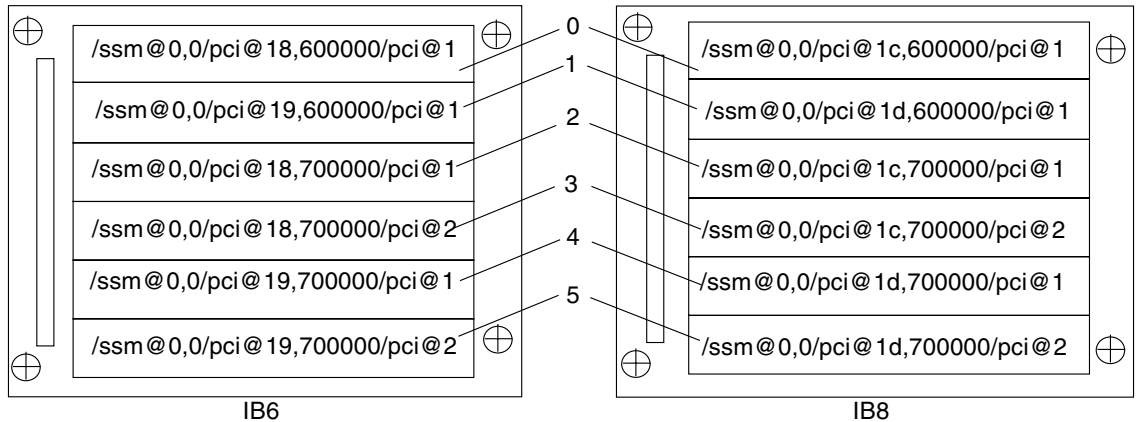 /ssm@0,0/pci@18,600000/pci@1
/ssm@0,0/pci@19,600000/pci@1
/ssm@0,0/pci@18,700000/pci@1
/ssm@0,0/pci@18,700000/pci@2
/ssm@0,0/pci@19,700000/pci@1
/ssm@0,0/pci@19,700000/pci@2
IB6
0
1
2
3
4
5
/ssm@0,0/pci@1c,600000/pci@1
/ssm@0,0/pci@1d,600000/pci@1
/ssm@0,0/pci@1c,700000/pci@1
/ssm@0,0/pci@1c,700000/pci@2
/ssm@0,0/pci@1d,700000/pci@1
/ssm@0,0/pci@1d,700000/pci@2
IB8